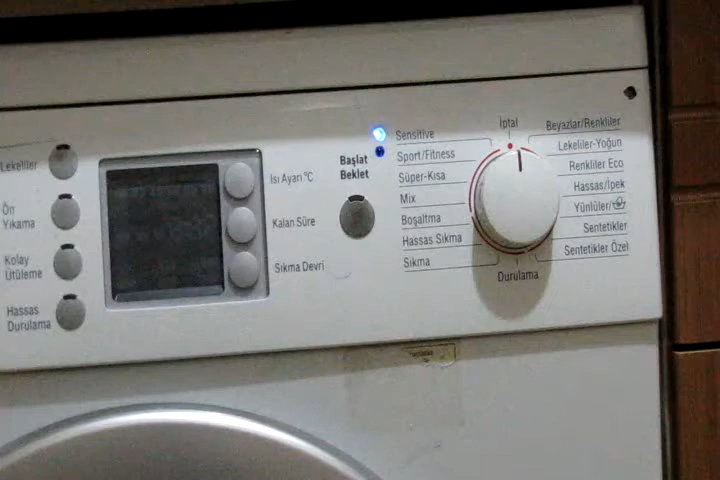 Lekeliler
Ön
Yıkama
Kolay
Ütüleme
Hassas
Durulama
Isı Ayarı °C
Kalan Süre
Sıkma Devri
Başlat
Beklet
Sensitive
Sport/Fitness
Süper-Kısa
Mix
Boşaltma
Hassas Sıkma
Sıkma
İptal
Durulama
Beyazlar/Renkliler
Lekeliler-Yoğun
Renkliler Eco
Hassas/İpek
Yünlüler/
Sentetikler
Sentetikler Özel